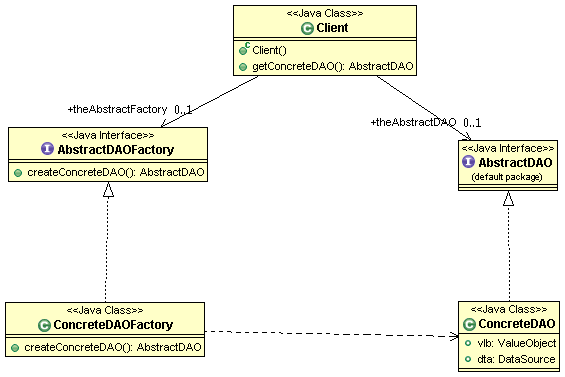 <<Java Class>>
Client
Client()
getConcreteDAO(): AbstractDAO
+theAbstractFactory 0..1
+theAbstractDAO 0..1
<<Java Interface>>
AbstractDAOFactory
createConcreteDAO(): AbstractDAO
<<Java Interface>>
AbstractDAO
(default package)
<<Java Class>>
ConcreteDAOFactory
createConcreteDAO(): AbstractDAO
<<Java Class>>
ConcreteDAO
vlb: ValueObject
dta: DataSource